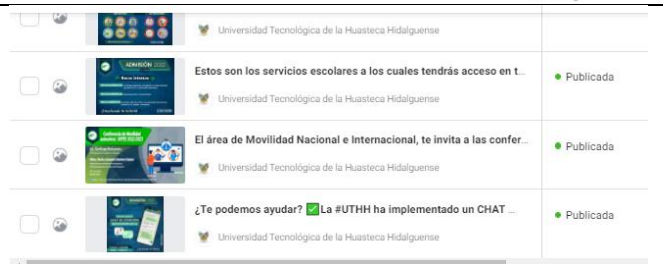 Universidad Tecnológica de la Huasteca Hidalguense
ADMISIÓN 2022
Estos son los servicios escolares a los cuales tendrás acceso en t...
Publicada
Universidad Tecnológica de la Huasteca Hidalguense
El área de Movilidad Nacional e Internacional, te invita a las confer...
Publicada
Universidad Tecnológica de la Huasteca Hidalguense
¿Te podemos ayudar? ✅La #UTHH ha implementado un CHAT ...
Publicada
Universidad Tecnológica de la Huasteca Hidalguense